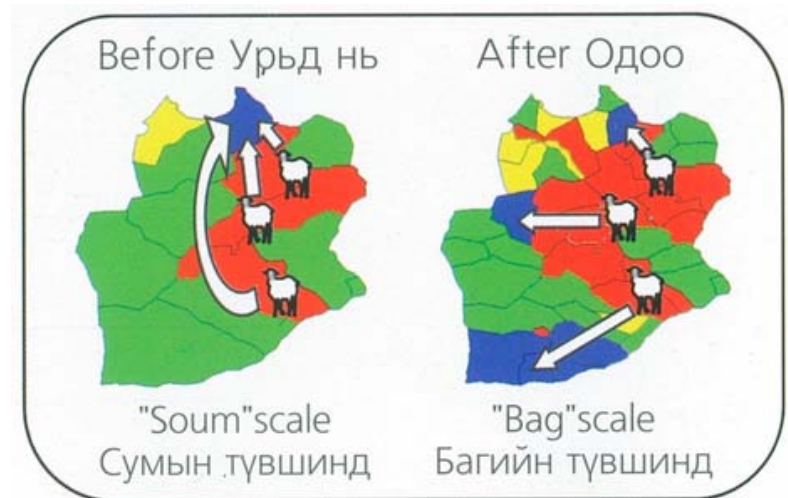 Before Урьд нь
After Одоо
"Soum"scale
Сумын түвшинд
"Bag"scale
Багийн түвшинд